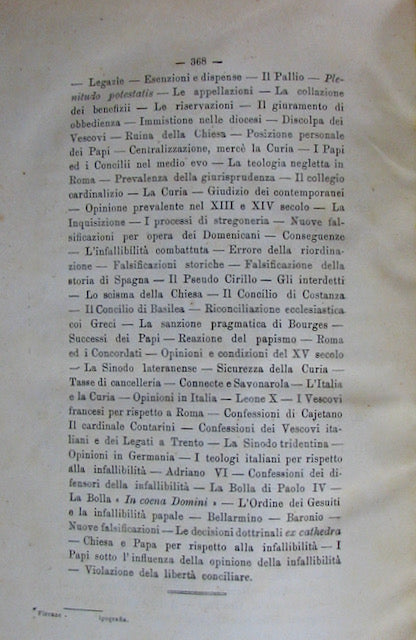 — 368 —
— Legazie — Esenzioni e dispense — Il Pallio — Ple-
nitudo potestatis — Le appellazioni — La collazione
dei benefizii — Le riservazioni — Il giuramento di
obbedienza — Immistione nelle diocesi — Discolpa dei
Vescovi — Ruina della Chiesa — Posizione personale
dei Papi — Centralizzazione, mercè la Curia — I Papi
ed i Concilii nel medio evo — La teologia negletta in
Roma — Prevalenza della giurisprudenza — Il collegio
cardinalizio — La Curia — Giudizio dei contemporanei
— Opinione prevalente nel XIII e XIV secolo — La
Inquisizione — I processi di stregoneria — Nuove fal-
sificazioni per opera dei Domenicani — Conseguenze
— L'infallibilità combattuta — Errore della riordina-
zione — Falsificazioni storiche — Falsificazione della
storia di Spagna — Il Pseudo Cirillo — Gli interdetti
— Lo scisma della Chiesa — Il Concilio di Costanza
— Il Concilio di Basilea — Riconciliazione ecclesiastica
coi Greci — La sanzione pragmatica di Bourges —
Successi dei Papi — Reazione del papismo — Roma
ed i Concordati — Opinioni e condizioni del XV secolo
— La Sinodo lateranense — Sicurezza della Curia —
Tasse di cancelleria — Connecte e Savonarola — L'Italia
e la Curia — Opinioni in Italia — Leone X — I Vescovi
francesi per rispetto a Roma — Confessioni di Cajetano
Il cardinale Contarini — Confessioni dei Vescovi ita-
liani e dei Legati a Trento — La Sinodo tridentina —
Opinioni in Germania — I teologi italiani per rispetto
alla infallibilità — Adriano VI — Confessioni dei di-
fensori della infallibilità — La Bolla di Paolo IV —
La Bolla « In coena Domini » — L'Ordine dei Gesuiti
e la infallibilità papale — Bellarmino — Baronio —
Nuove falsificazioni — Le decisioni dottrinali ex cathedra
— Chiesa e Papa per rispetto alla infallibilità — I
Papi sotto l'influenza della opinione della infallibilità
— Violazione dela libertà conciliare.
Firenze
ipografia.